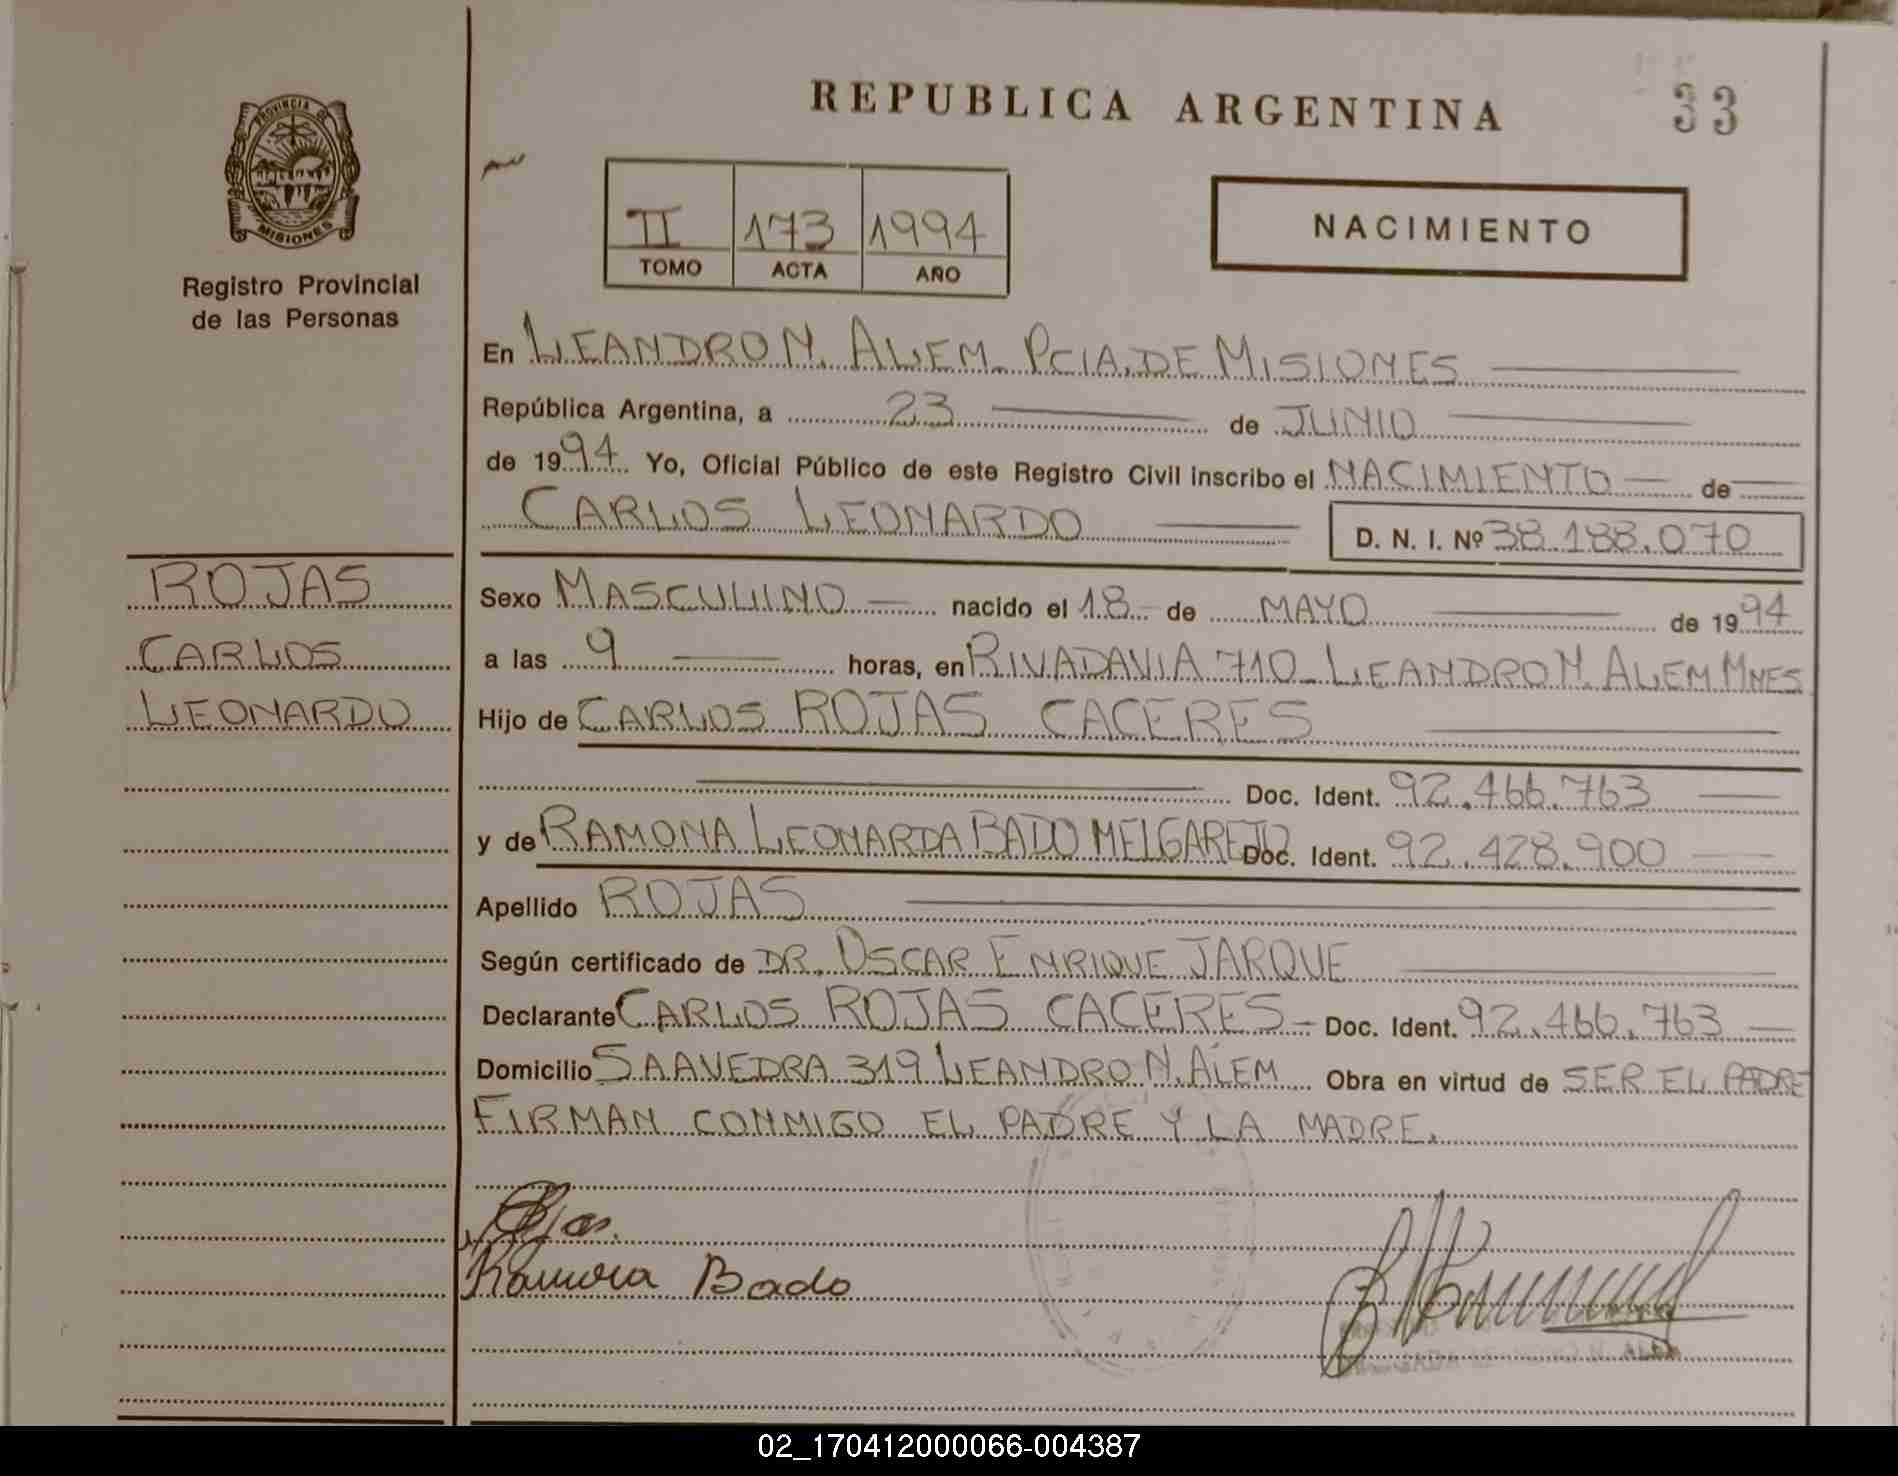 REPUBLICA ARGENTINA
33
PROVINCIA DE
MISIONES
Registro Provincial
de las Personas
II 173 1994
TOMO ACTA AÑO
NACIMIENTO
En LEANDRO N. ALEM PCIA. DE MISIONES
República Argentina, a 23 de JUNIO
de 1994. Yo, Oficial Público de este Registro Civil inscribo el NACIMIENTO de
CARLOS LEONARDO D. N. I. Nº 38.188.070
ROJAS
CARLOS
LEONARDO
Sexo MASCULINO nacido el 18 de MAYO de 1994
a las 9 horas, en RIVADAVIA 710 LEANDRO N. ALEM MNES
Hijo de CARLOS ROJAS CACERES
Doc. Ident. 92.466.763
y de RAMONA LEONARDA BADO MELGAREJO Doc. Ident. 92.428.900
Apellido ROJAS
Según certificado de DR. OSCAR ENRIQUE JARQUE
Declarante CARLOS ROJAS CACERES Doc. Ident. 92.466.763
Domicilio SAAVEDRA 319 LEANDRO N. ALEM Obra en virtud de SER EL PADRE
FIRMAN CONMIGO EL PADRE Y LA MADRE.
Ramona Bado
02_170412000066-004387